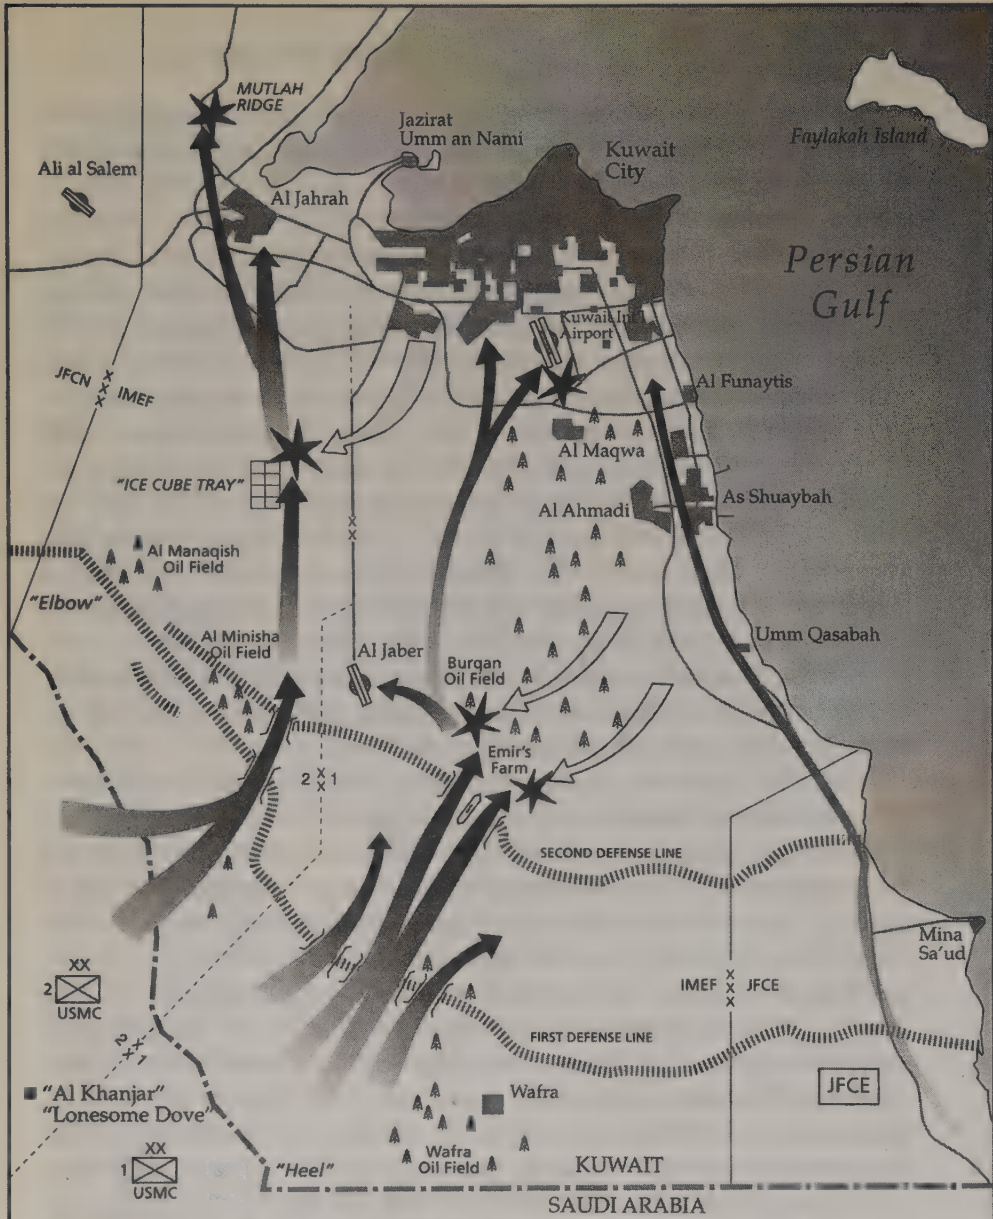 MUTLAH
RIDGE
Jazirat
Umm an Nami
Kuwait
City
Faylakah Island
Ali al Salem
Al Jahrah
Persian
Gulf
Kuwait Int'l
Airport
JFCN
X
X
X
IMEF
Al Funaytis
Al Maqwa
"ICE CUBE TRAY"
Al Ahmadi
As Shuaybah
X
X
Al Manaqish
Oil Field
"Elbow"
Al Minisha
Oil Field
Al Jaber
Burqan
Oil Field
Umm Qasabah
Emir's
Farm
2 X 1
X
SECOND DEFENSE LINE
Mina
Sa'ud
XX
2
USMC
IMEF
X
X
X
JFCE
FIRST DEFENSE LINE
2 X 1
X
JFCE
"Al Khanjar"
"Lonesome Dove"
Wafra
XX
1
USMC
"Heel"
Wafra
Oil Field
KUWAIT
SAUDI ARABIA